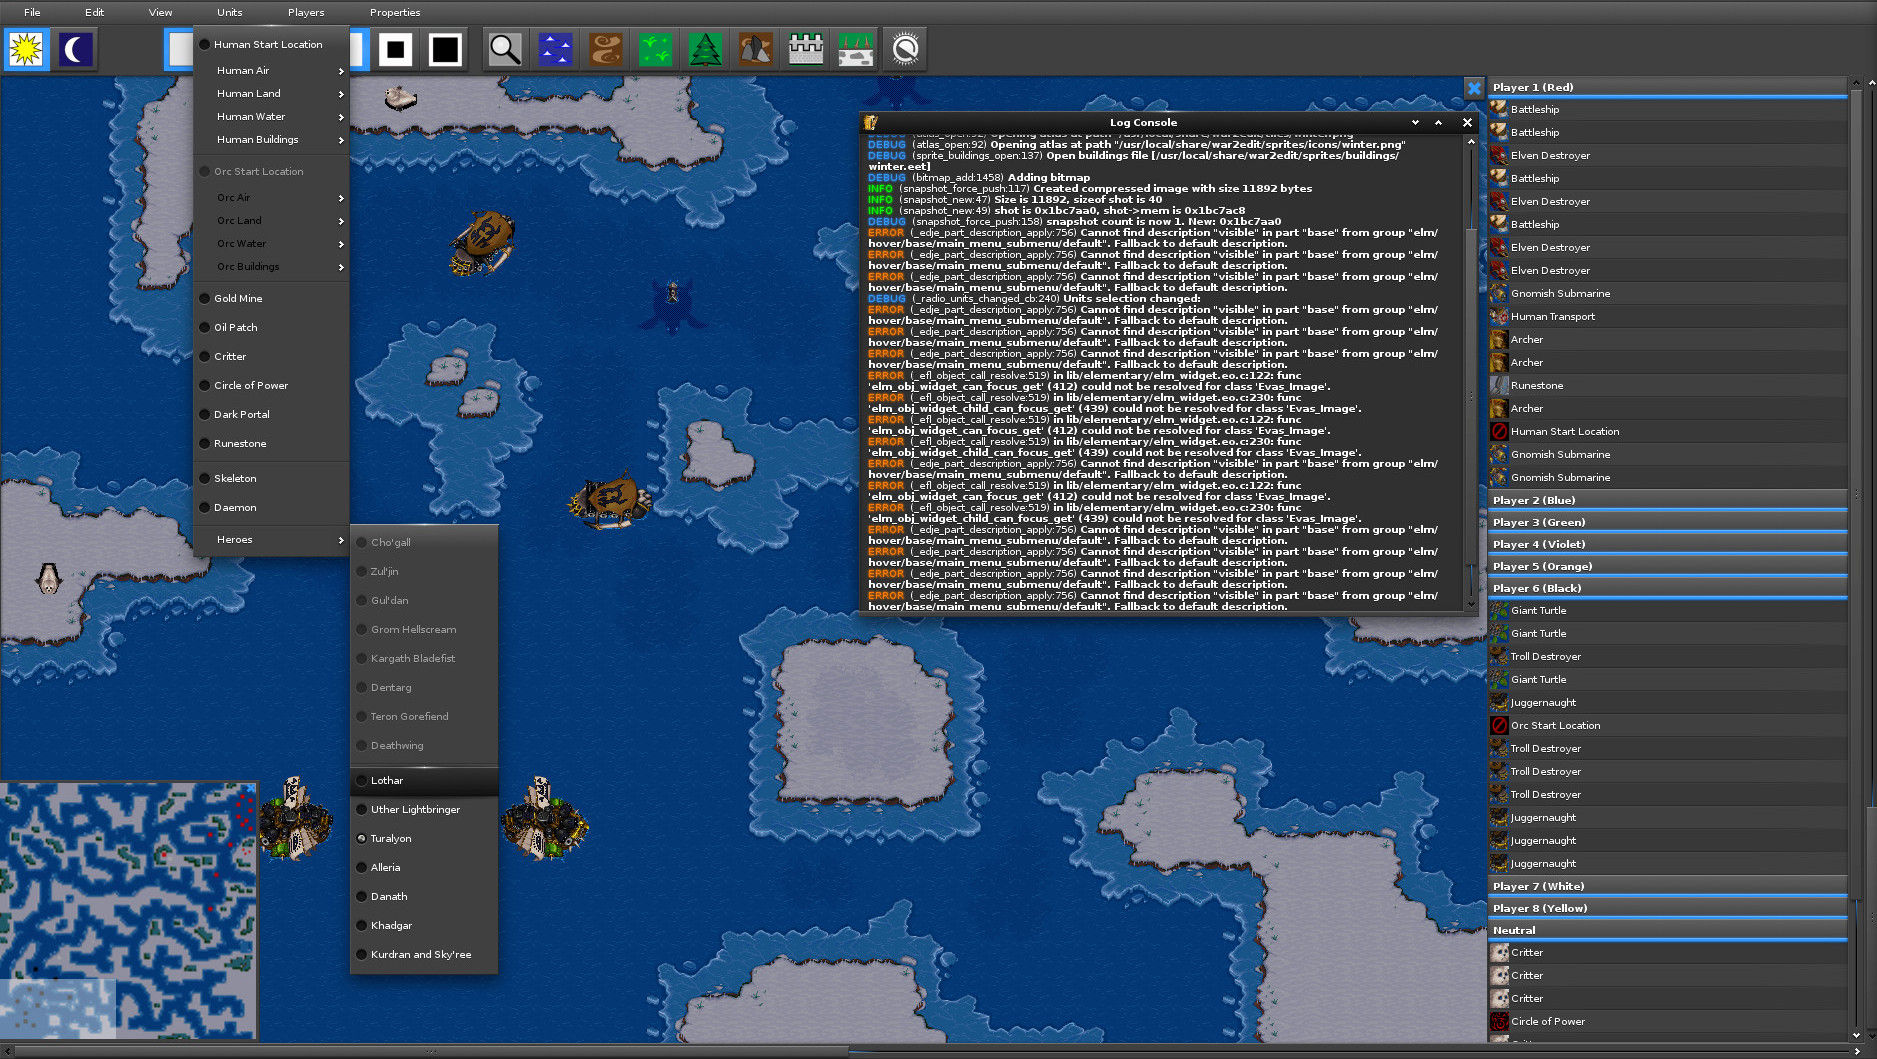 File Edit View Units Players Properties
Human Start Location
Human Air
Human Land
Human Water
Human Buildings
Orc Start Location
Orc Air
Orc Land
Orc Water
Orc Buildings
Gold Mine
Oil Patch
Critter
Circle of Power
Dark Portal
Runestone
Skeleton
Daemon
Heroes
Cho'gall
Zul'jin
Gul'dan
Grom Hellscream
Kargath Bladefist
Dentarg
Teron Gorefiend
Deathwing
Lothar
Uther Lightbringer
Turalyon
Alleria
Danath
Khadgar
Kurdran and Sky'ree
Log Console
DEBUG (atlas_open:92) Opening atlas at path "/usr/local/share/war2edit/sprites/icons/winter.png"
DEBUG (sprite_buildings_open:137) Open buildings file [/usr/local/share/war2edit/sprites/buildings/
winter.eet]
DEBUG (bitmap_add:1458) Adding bitmap
INFO (snapshot_force_push:117) Created compressed image with size 11892 bytes
INFO (snapshot_new:47) Size is 11892, sizeof shot is 40
INFO (snapshot_new:49) shot is 0x1bc7aa0, shot->mem is 0x1bc7ac8
DEBUG (snapshot_force_push:158) snapshot count is now 1. New: 0x1bc7aa0
ERROR (_edje_part_description_apply:756) Cannot find description "visible" in part "base" from group "elm/
hover/base/main_menu_submenu/default". Fallback to default description.
ERROR (_edje_part_description_apply:756) Cannot find description "visible" in part "base" from group "elm/
hover/base/main_menu_submenu/default". Fallback to default description.
ERROR (_edje_part_description_apply:756) Cannot find description "visible" in part "base" from group "elm/
hover/base/main_menu_submenu/default". Fallback to default description.
DEBUG (_radio_units_changed_cb:240) Units selection changed:
ERROR (_edje_part_description_apply:756) Cannot find description "visible" in part "base" from group "elm/
hover/base/main_menu_submenu/default". Fallback to default description.
ERROR (_edje_part_description_apply:756) Cannot find description "visible" in part "base" from group "elm/
hover/base/main_menu_submenu/default". Fallback to default description.
ERROR (_edje_part_description_apply:756) Cannot find description "visible" in part "base" from group "elm/
hover/base/main_menu_submenu/default". Fallback to default description.
ERROR (_efl_object_call_resolve:519) in lib/elementary/elm_widget.eo.c:122: func
'elm_obj_widget_can_focus_get' (412) could not be resolved for class 'Evas_Image'.
ERROR (_efl_object_call_resolve:519) in lib/elementary/elm_widget.eo.c:230: func
'elm_obj_widget_child_can_focus_get' (439) could not be resolved for class 'Evas_Image'.
ERROR (_efl_object_call_resolve:519) in lib/elementary/elm_widget.eo.c:122: func
'elm_obj_widget_can_focus_get' (412) could not be resolved for class 'Evas_Image'.
ERROR (_efl_object_call_resolve:519) in lib/elementary/elm_widget.eo.c:230: func
'elm_obj_widget_child_can_focus_get' (439) could not be resolved for class 'Evas_Image'.
ERROR (_edje_part_description_apply:756) Cannot find description "visible" in part "base" from group "elm/
hover/base/main_menu_submenu/default". Fallback to default description.
ERROR (_efl_object_call_resolve:519) in lib/elementary/elm_widget.eo.c:122: func
'elm_obj_widget_can_focus_get' (412) could not be resolved for class 'Evas_Image'.
ERROR (_efl_object_call_resolve:519) in lib/elementary/elm_widget.eo.c:230: func
'elm_obj_widget_child_can_focus_get' (439) could not be resolved for class 'Evas_Image'.
ERROR (_edje_part_description_apply:756) Cannot find description "visible" in part "base" from group "elm/
hover/base/main_menu_submenu/default". Fallback to default description.
ERROR (_edje_part_description_apply:756) Cannot find description "visible" in part "base" from group "elm/
hover/base/main_menu_submenu/default". Fallback to default description.
ERROR (_edje_part_description_apply:756) Cannot find description "visible" in part "base" from group "elm/
hover/base/main_menu_submenu/default". Fallback to default description.
ERROR (_edje_part_description_apply:756) Cannot find description "visible" in part "base" from group "elm/
hover/base/main_menu_submenu/default". Fallback to default description.
Player 1 (Red)
Battleship
Battleship
Elven Destroyer
Battleship
Elven Destroyer
Battleship
Elven Destroyer
Elven Destroyer
Gnomish Submarine
Human Transport
Archer
Archer
Runestone
Archer
Human Start Location
Gnomish Submarine
Gnomish Submarine
Player 2 (Blue)
Player 3 (Green)
Player 4 (Violet)
Player 5 (Orange)
Player 6 (Black)
Giant Turtle
Giant Turtle
Troll Destroyer
Giant Turtle
Juggernaught
Orc Start Location
Troll Destroyer
Troll Destroyer
Troll Destroyer
Juggernaught
Juggernaught
Juggernaught
Player 7 (White)
Player 8 (Yellow)
Neutral
Critter
Critter
Critter
Circle of Power